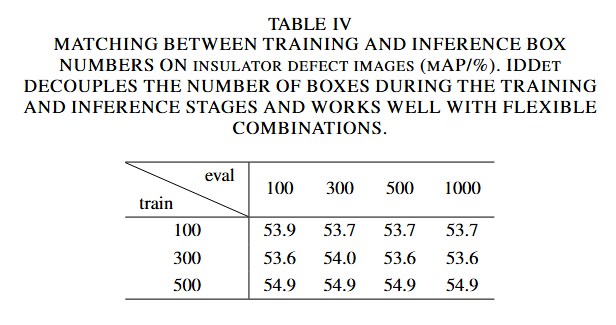 TABLE IV
MATCHING BETWEEN TRAINING AND INFERENCE BOX
NUMBERS ON INSULATOR DEFECT IMAGES (MAP/%). IDDET
DECOUPLES THE NUMBER OF BOXES DURING THE TRAINING
AND INFERENCE STAGES AND WORKS WELL WITH FLEXIBLE
COMBINATIONS.
eval
train
100 300 500 1000
100 53.9 53.7 53.7 53.7
300 53.6 54.0 53.6 53.6
500 54.9 54.9 54.9 54.9